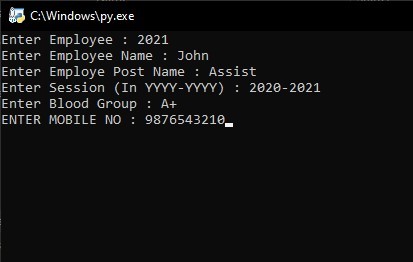 C:\Windows\py.exe
Enter Employee : 2021
Enter Employee Name : John
Enter Employe Post Name : Assist
Enter Session (In YYYY-YYYY) : 2020-2021
Enter Blood Group : A+
ENTER MOBILE NO : 9876543210